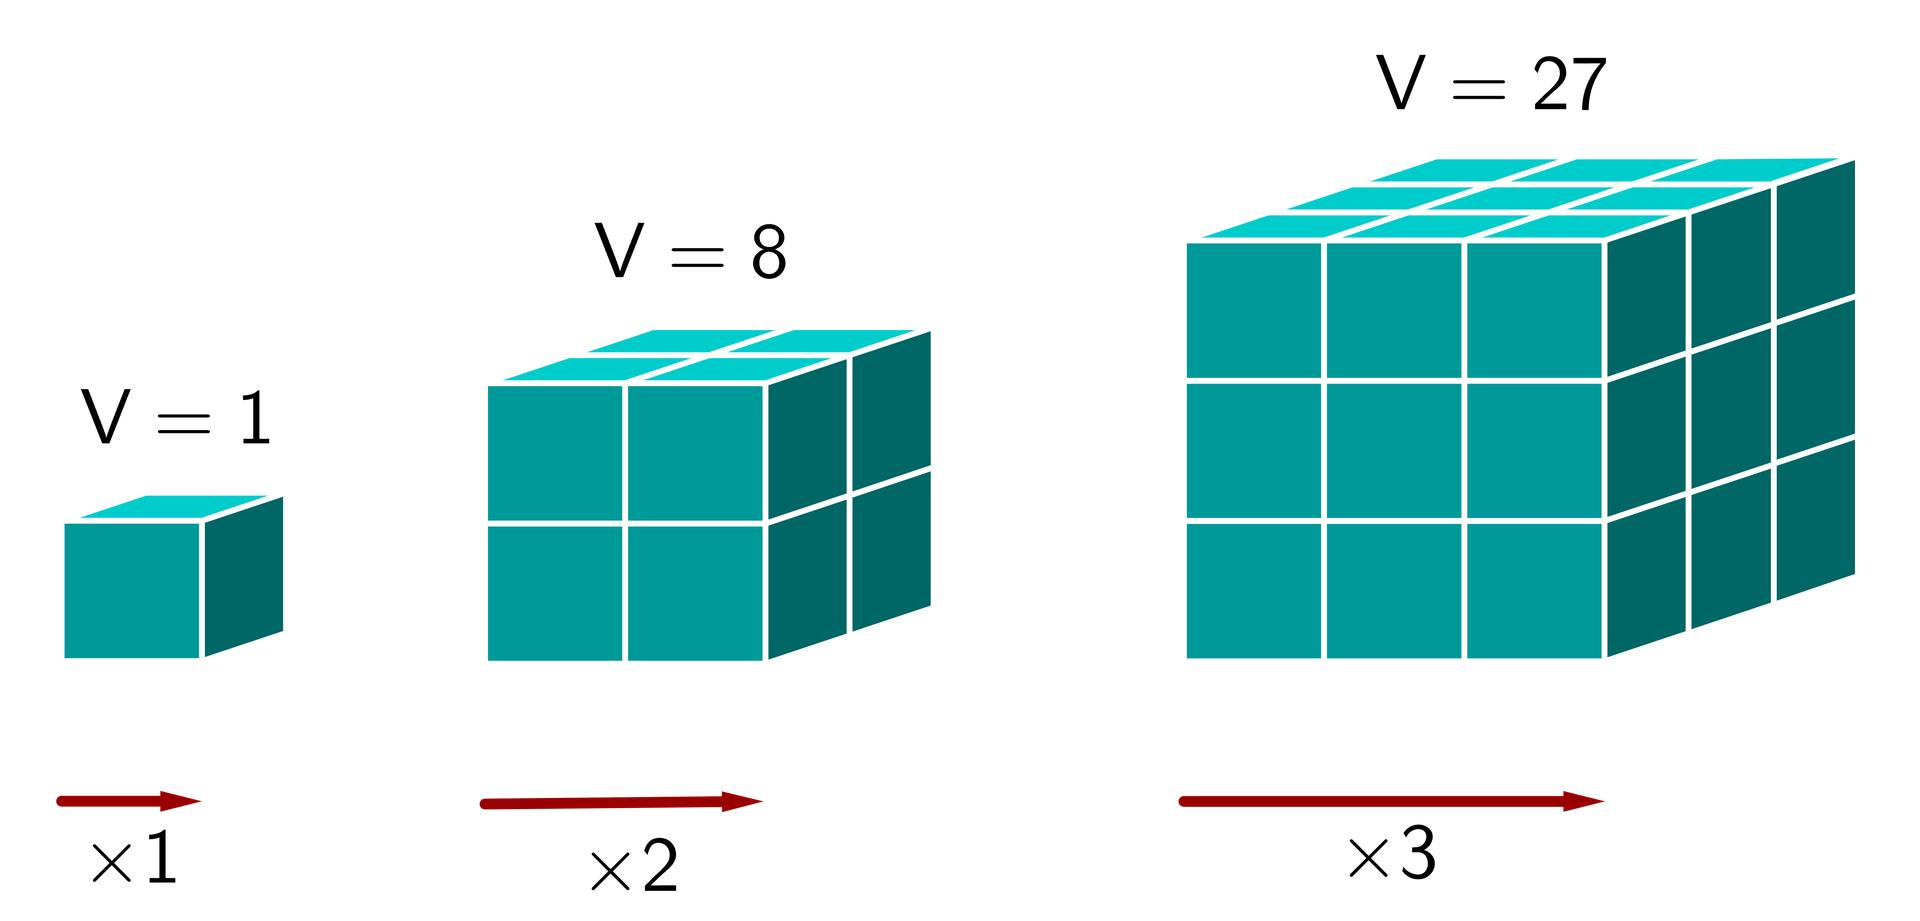 V = 1
V = 8
V = 27
×1
×2
×3